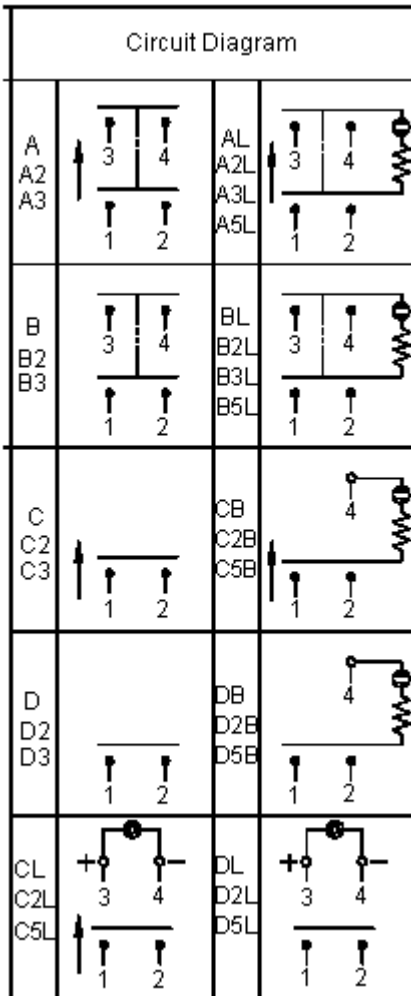 Circuit Diagram
A
A2
A3
3 4
1 2
AL
A2L
A3L
A5L
3 4
1 2
B
B2
B3
3 4
1 2
BL
B2L
B3L
B5L
3 4
1 2
C
C2
C3
1 2
CB
C2B
C5B
4
1 2
D
D2
D3
1 2
DB
D2B
D5B
4
1 2
CL
C2L
C5L
+ −
3 4
1 2
DL
D2L
D5L
+ −
3 4
1 2